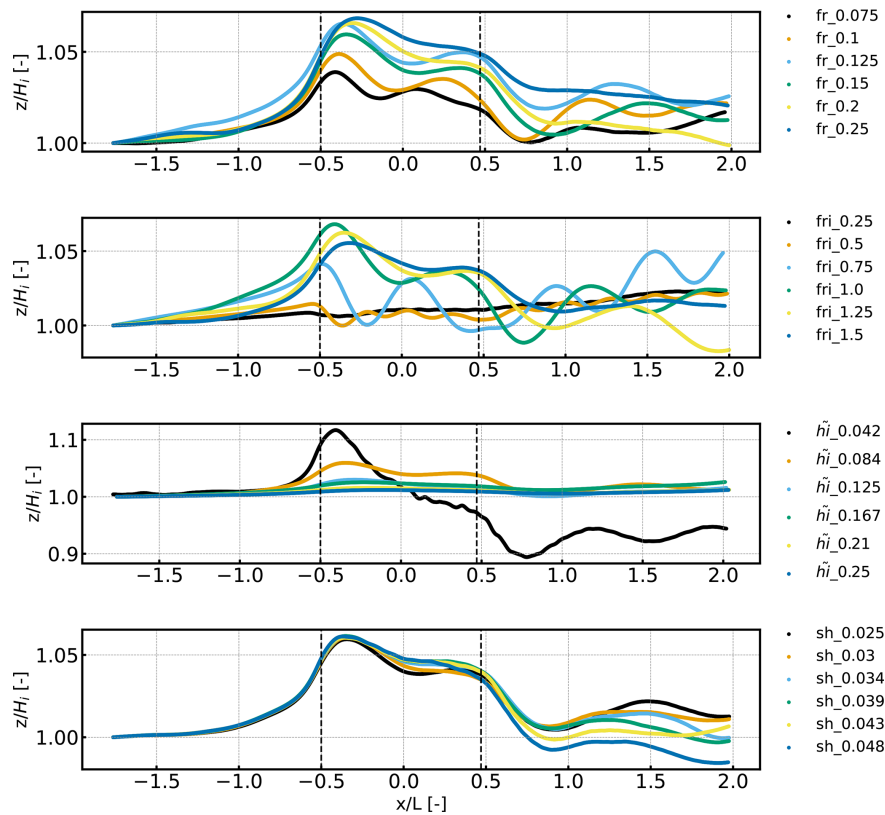 z/H_i [-]
1.05
1.00
−1.5 −1.0 −0.5 0.0 0.5 1.0 1.5 2.0
fr_0.075
fr_0.1
fr_0.125
fr_0.15
fr_0.2
fr_0.25
z/H_i [-]
1.05
1.00
−1.5 −1.0 −0.5 0.0 0.5 1.0 1.5 2.0
fri_0.25
fri_0.5
fri_0.75
fri_1.0
fri_1.25
fri_1.5
z/H_i [-]
1.1
1.0
0.9
−1.5 −1.0 −0.5 0.0 0.5 1.0 1.5 2.0
h̃i_0.042
h̃i_0.084
h̃i_0.125
h̃i_0.167
h̃i_0.21
h̃i_0.25
z/H_i [-]
1.05
1.00
−1.5 −1.0 −0.5 0.0 0.5 1.0 1.5 2.0
x/L [-]
sh_0.025
sh_0.03
sh_0.034
sh_0.039
sh_0.043
sh_0.048